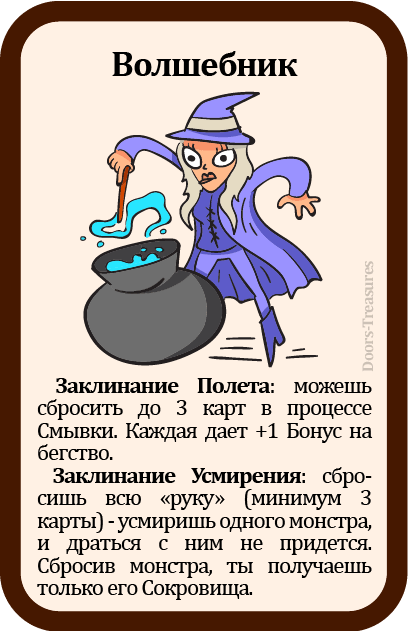 Волшебник
Doors-Treasures
Заклинание Полета: можешь
сбросить до 3 карт в процессе
Смывки. Каждая дает +1 Бонус на
бегство.
Заклинание Усмирения: сбро-
сишь всю «руку» (минимум 3
карты) - усмиришь одного монстра,
и драться с ним не придется.
Сбросив монстра, ты получаешь
только его Сокровища.